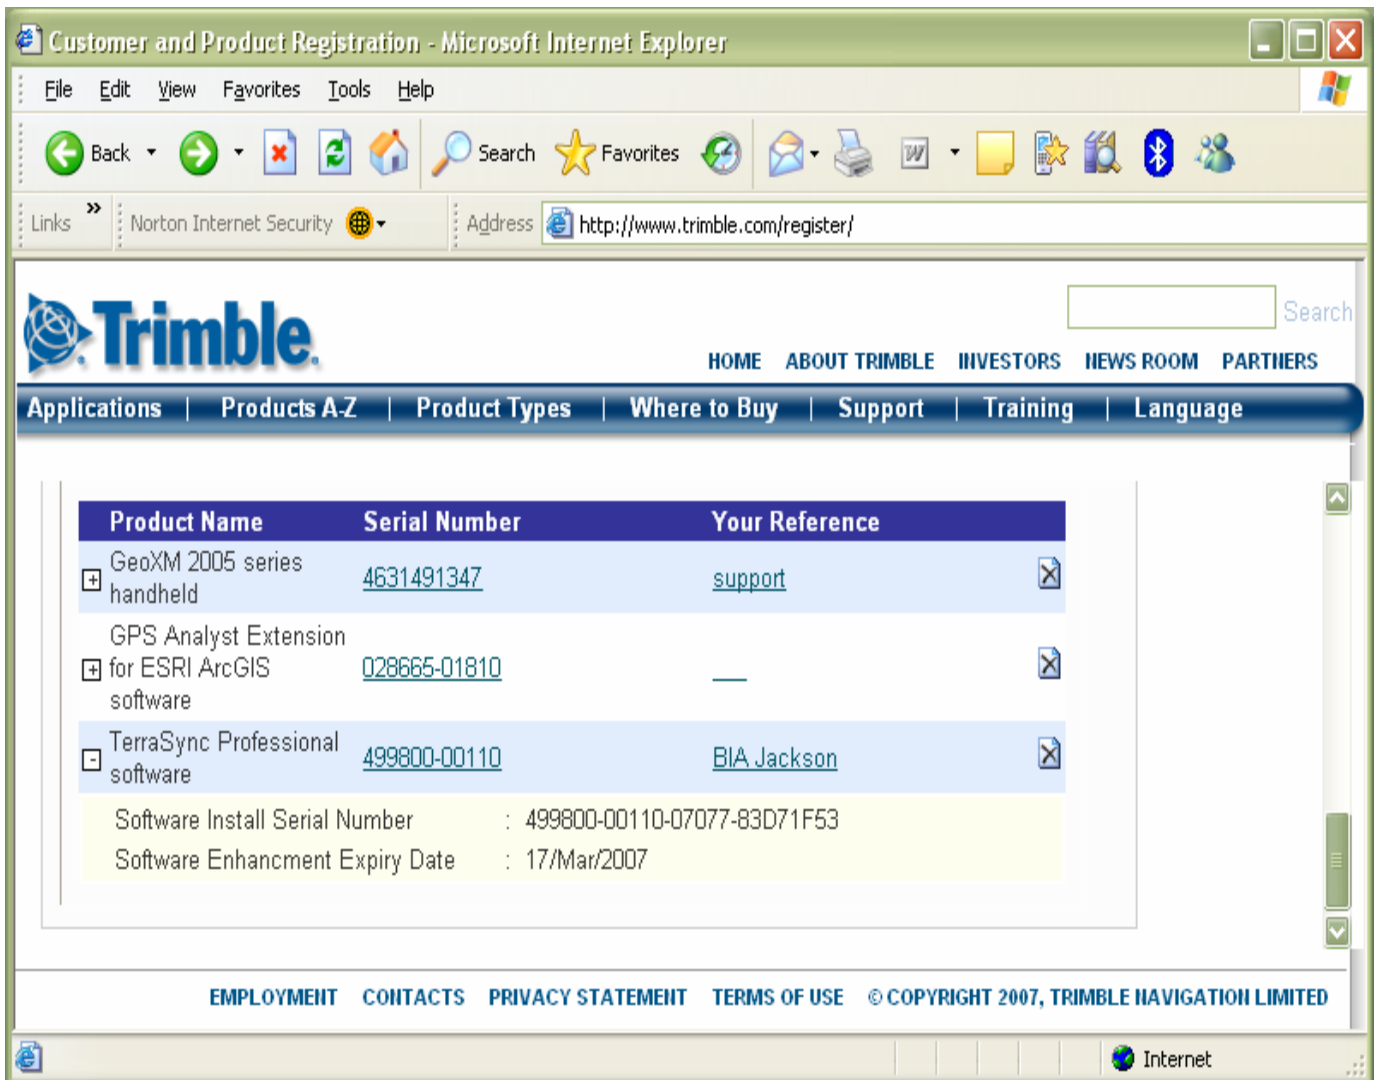 Customer and Product Registration - Microsoft Internet Explorer
File Edit View Favorites Tools Help
Back Search Favorites W
Links » Norton Internet Security Address http://www.trimble.com/register/
Trimble. Search
HOME ABOUT TRIMBLE INVESTORS NEWS ROOM PARTNERS
Applications | Products A-Z | Product Types | Where to Buy | Support | Training | Language
Product Name Serial Number Your Reference
GeoXM 2005 series
handheld 4631491347 support
GPS Analyst Extension
for ESRI ArcGIS 028665-01810
software
TerraSync Professional
software 499800-00110 BIA Jackson
Software Install Serial Number : 499800-00110-07077-83D71F53
Software Enhancment Expiry Date : 17/Mar/2007
EMPLOYMENT CONTACTS PRIVACY STATEMENT TERMS OF USE © COPYRIGHT 2007, TRIMBLE NAVIGATION LIMITED
Internet